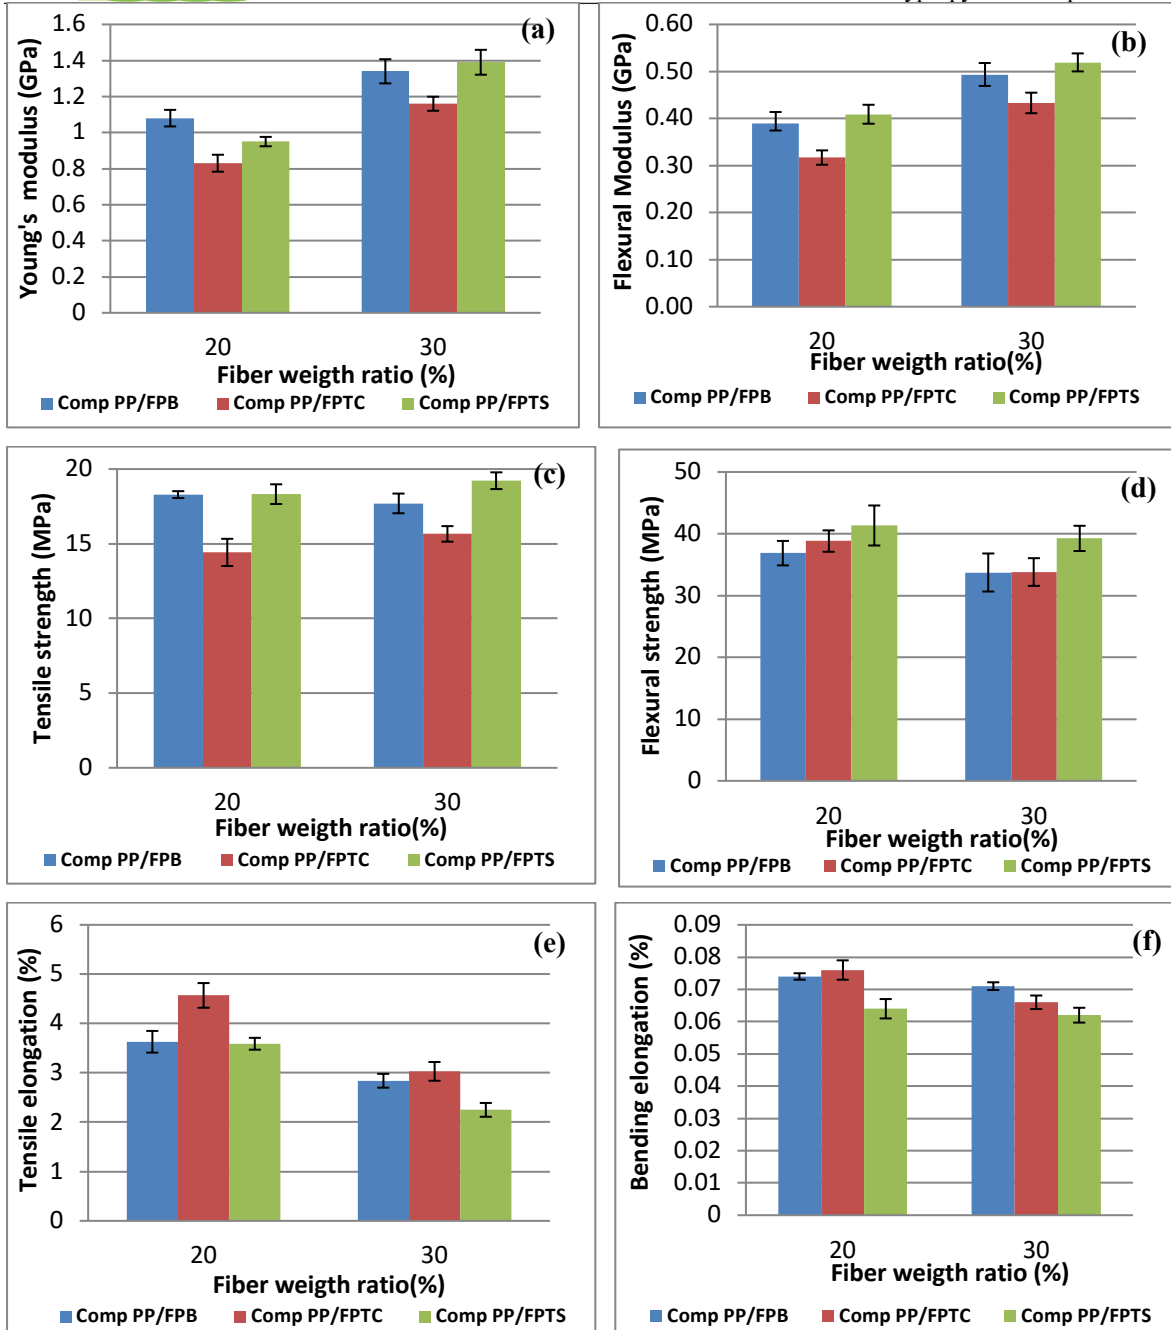 1.6
1.4
1.2
1
0.8
0.6
0.4
0.2
0
Young's modulus (GPa)
(a)
20 30
Fiber weigth ratio (%)
Comp PP/FPB Comp PP/FPTC Comp PP/FPTS
0.60
0.50
0.40
0.30
0.20
0.10
0.00
Flexural Modulus (GPa)
(b)
20 30
Fiber weigth ratio (%)
Comp PP/FPB Comp PP/FPTC Comp PP/FPTS
20
15
10
5
0
Tensile strength (MPa)
(c)
20 30
Fiber weigth ratio(%)
Comp PP/FPB Comp PP/FPTC Comp PP/FPTS
50
40
30
20
10
0
Flexural strength (MPa)
(d)
20 30
Fiber weigth ratio (%)
Comp PP/FPB Comp PP/FPTC Comp PP/FPTS
6
5
4
3
2
1
0
Tensile elongation (%)
(e)
20 30
Fiber weigth ratio(%)
Comp PP/FPB Comp PP/FPTC Comp PP/FPTS
0.09
0.08
0.07
0.06
0.05
0.04
0.03
0.02
0.01
0
Bending elongation (%)
(f)
20 30
Fiber weigth ratio (%)
Comp PP/FPB Comp PP/FPTC Comp PP/FPTS